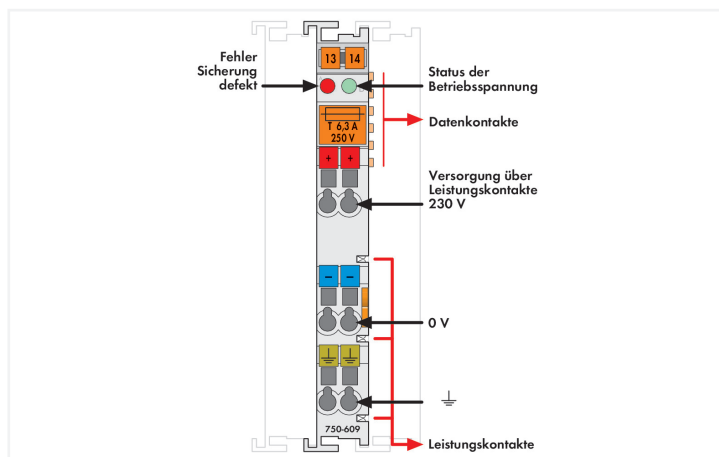 Fehler
Sicherung
defekt
13 14
Status der
Betriebsspannung
Datenkontakte
T 6,3 A
250 V
+ +
Versorgung über
Leistungskontakte
230 V
– –
0 V
750-609
Leistungskontakte